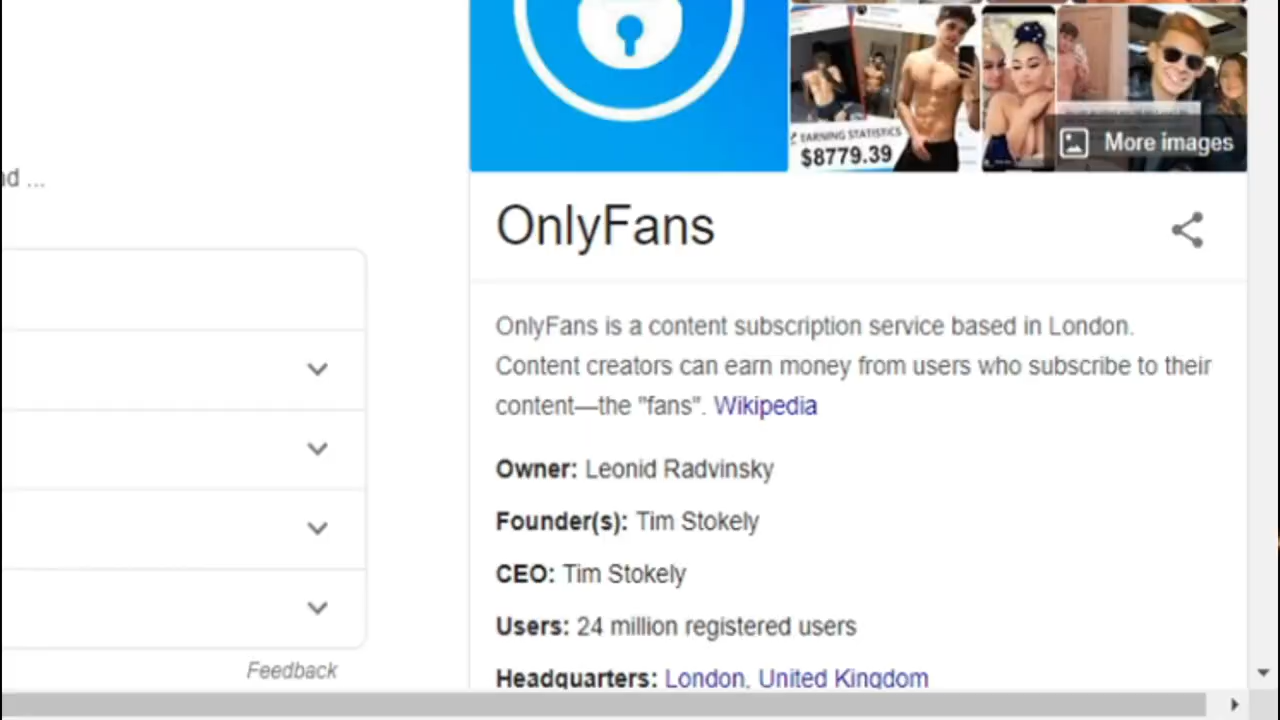 EARNING STATISTICS
$8779.39
More images
nd ...
OnlyFans
OnlyFans is a content subscription service based in London.
Content creators can earn money from users who subscribe to their
content—the "fans". Wikipedia
Owner: Leonid Radvinsky
Founder(s): Tim Stokely
CEO: Tim Stokely
Users: 24 million registered users
Headquarters: London, United Kingdom
Feedback